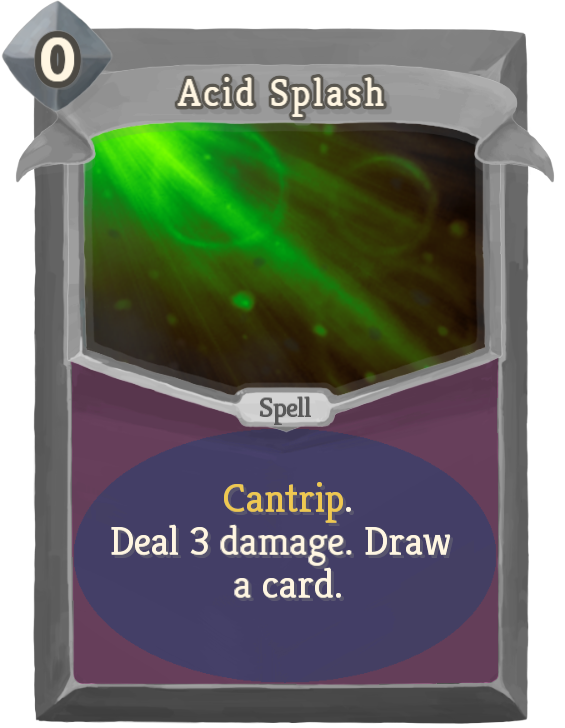 0
Acid Splash
Spell
Cantrip.
Deal 3 damage. Draw
a card.